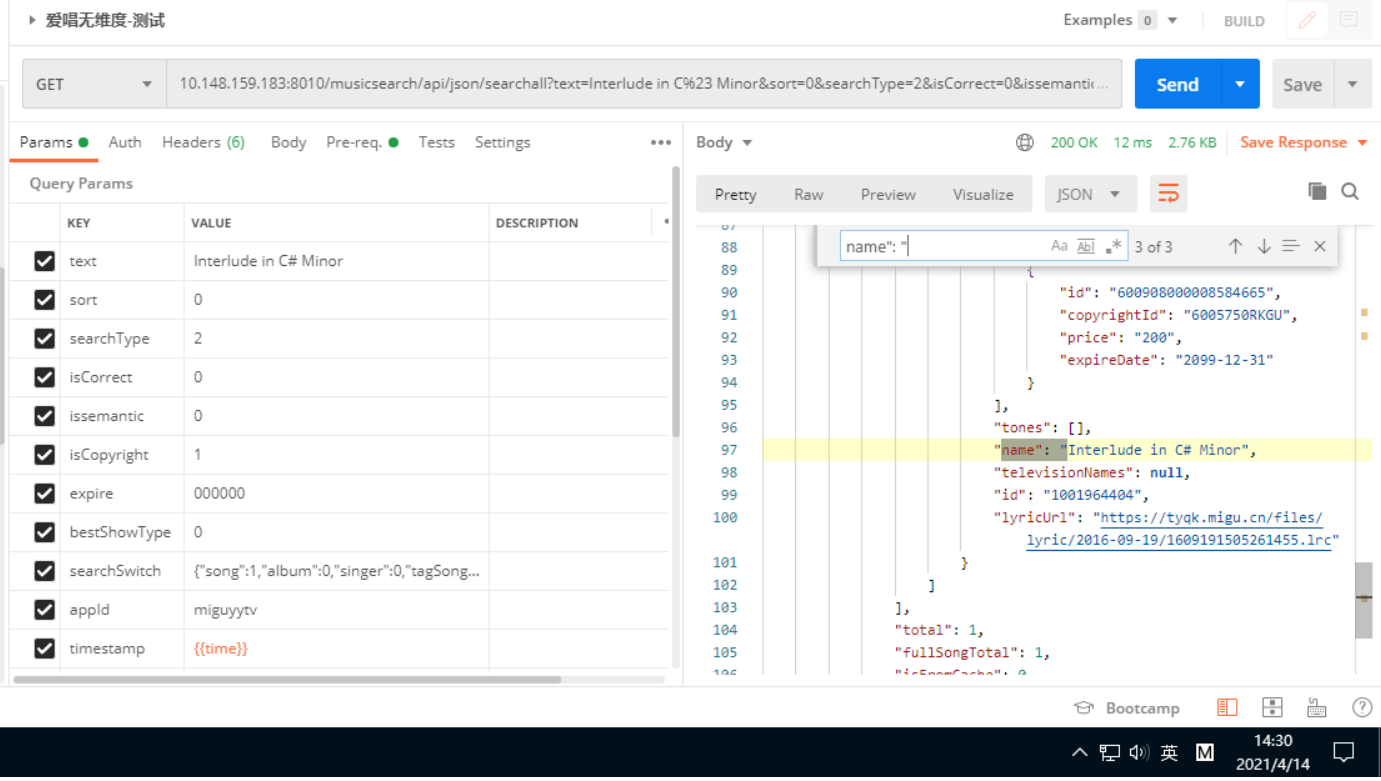 爱唱无维度-测试
Examples 0
BUILD
GET
10.148.159.183:8010/musicsearch/api/json/searchall?text=Interlude in C%23 Minor&sort=0&searchType=2&isCorrect=0&issemantic...
Send
Save
Params
Auth
Headers (6)
Body
Pre-req.
Tests
Settings
Body
200 OK
12 ms
2.76 KB
Save Response
Query Params
Pretty
Raw
Preview
Visualize
JSON
KEY
VALUE
DESCRIPTION
text
Interlude in C# Minor
sort
0
searchType
2
isCorrect
0
issemantic
0
isCopyright
1
expire
000000
bestShowType
0
searchSwitch
{"song":1,"album":0,"singer":0,"tagSong...
appId
miguyytv
timestamp
{{time}}
name": "
Aa
Abl
.*
3 of 3
87
88
89 {
90 "id": "600908000008584665",
91 "copyrightId": "6005750RKGU",
92 "price": "200",
93 "expireDate": "2099-12-31"
94 }
95 ],
96 "tones": [],
97 "name": "Interlude in C# Minor",
98 "televisionNames": null,
99 "id": "1001964404",
100 "lyricUrl": "https://tyqk.migu.cn/files/
lyric/2016-09-19/1609191505261455.lrc"
101 }
102 ]
103 ],
104 "total": 1,
105 "fullSongTotal": 1,
106 "isFromCache": 0
Bootcamp
英
M
14:30
2021/4/14